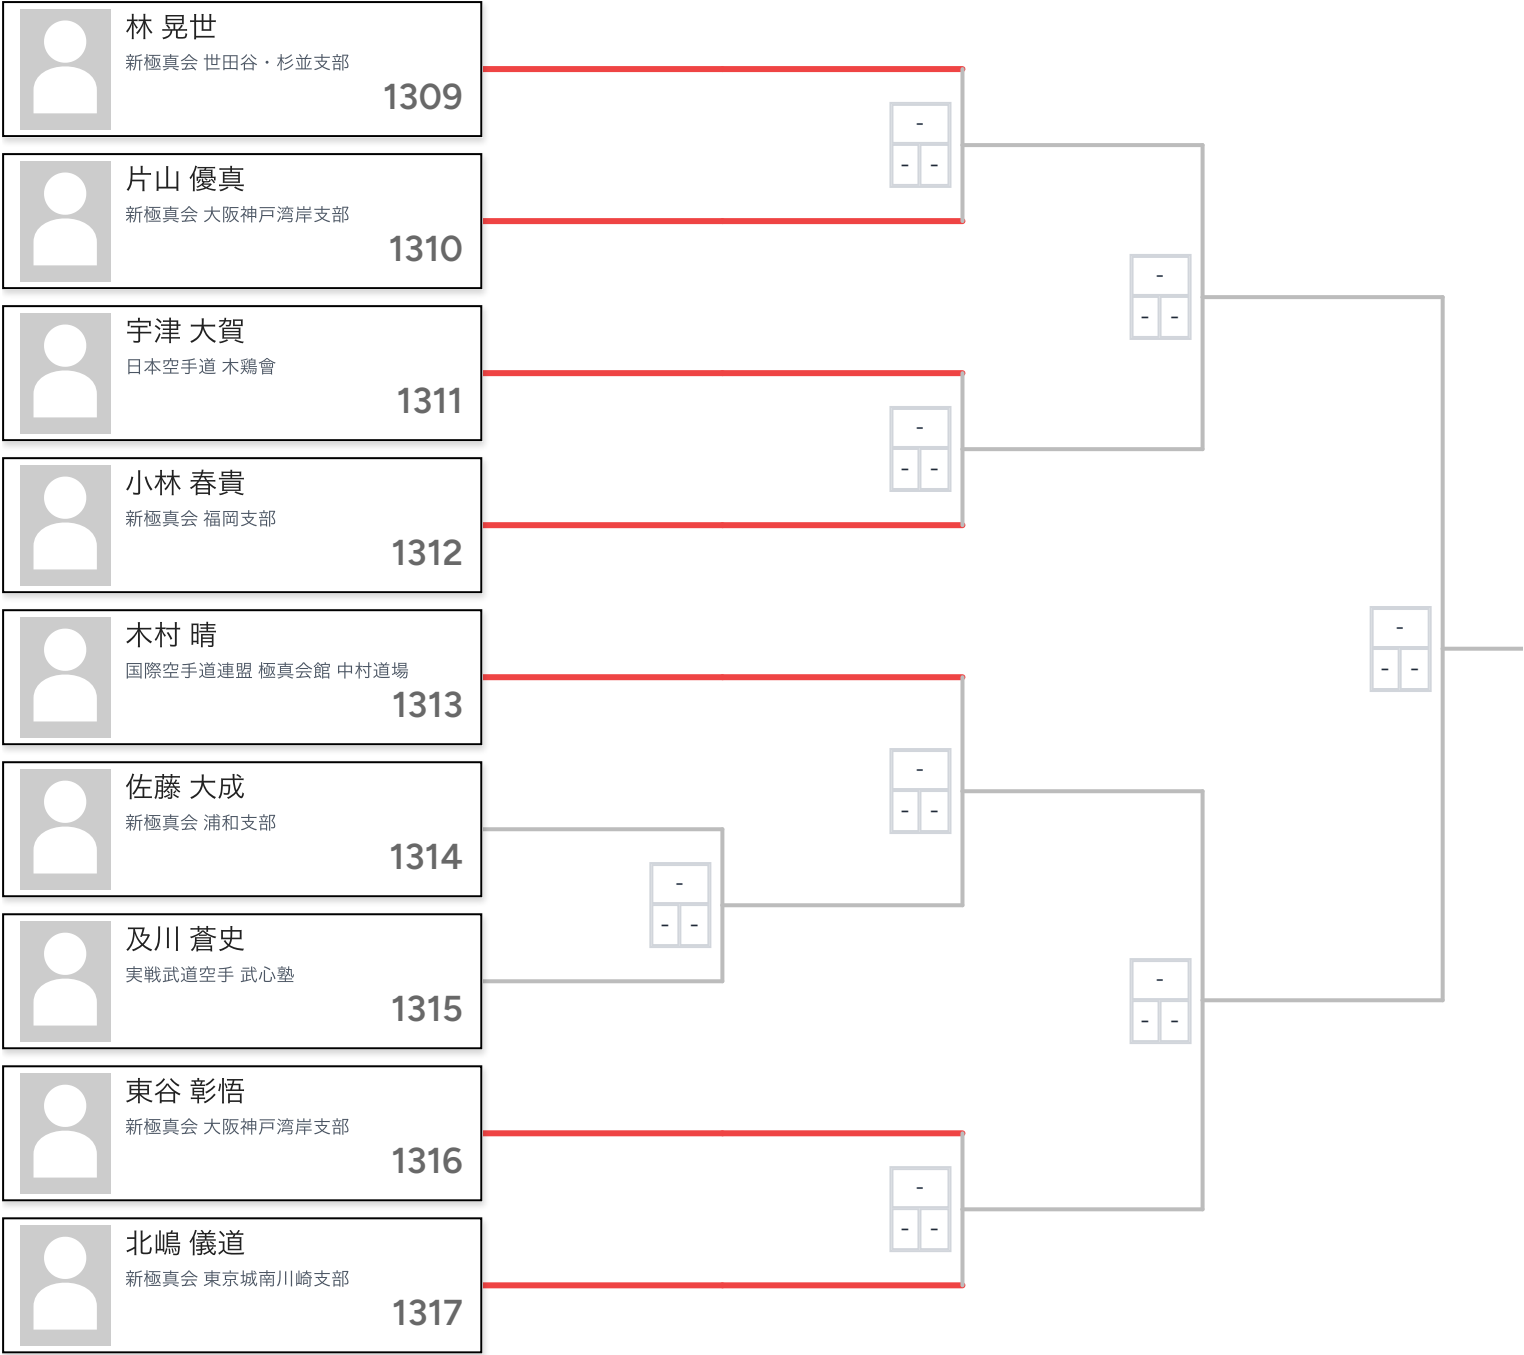 林 晃世
新極真会 世田谷・杉並支部
1309
-
- -
片山 優真
新極真会 大阪神戸湾岸支部
1310
-
- -
宇津 大賀
日本空手道 木鶏會
1311
-
- -
小林 春貴
新極真会 福岡支部
1312
-
- -
木村 晴
国際空手道連盟 極真会館 中村道場
1313
-
- -
佐藤 大成
新極真会 浦和支部
1314
-
- -
及川 蒼史
実戦武道空手 武心塾
1315
-
- -
東谷 彰悟
新極真会 大阪神戸湾岸支部
1316
-
- -
北嶋 儀道
新極真会 東京城南川崎支部
1317